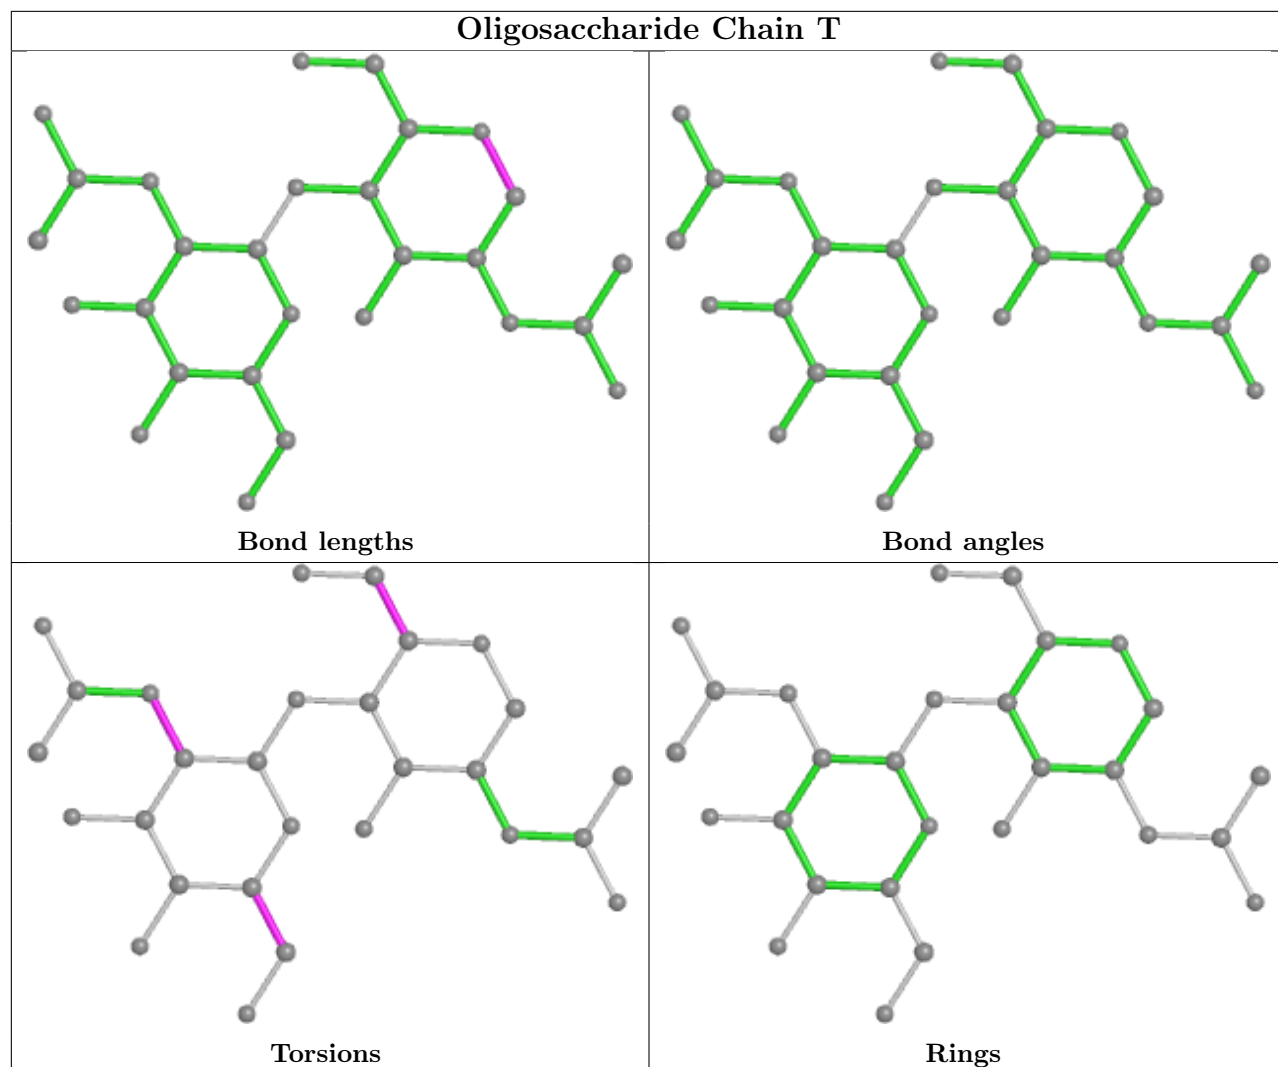 Oligosaccharide Chain T
Bond lengths
Bond angles
Torsions
Rings